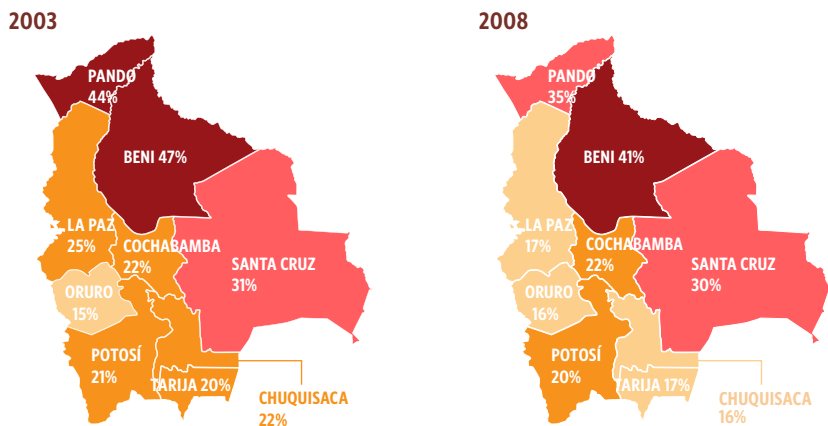 2003
PANDO
44%
BENI 47%
LA PAZ
25%
COCHABAMBA
22%
SANTA CRUZ
31%
ORURO
15%
POTOSÍ
21%
TARIJA 20%
CHUQUISACA
22%
2008
PANDO
35%
BENI 41%
LA PAZ
17%
COCHABAMBA
22%
SANTA CRUZ
30%
ORURO
16%
POTOSÍ
20%
TARIJA 17%
CHUQUISACA
16%